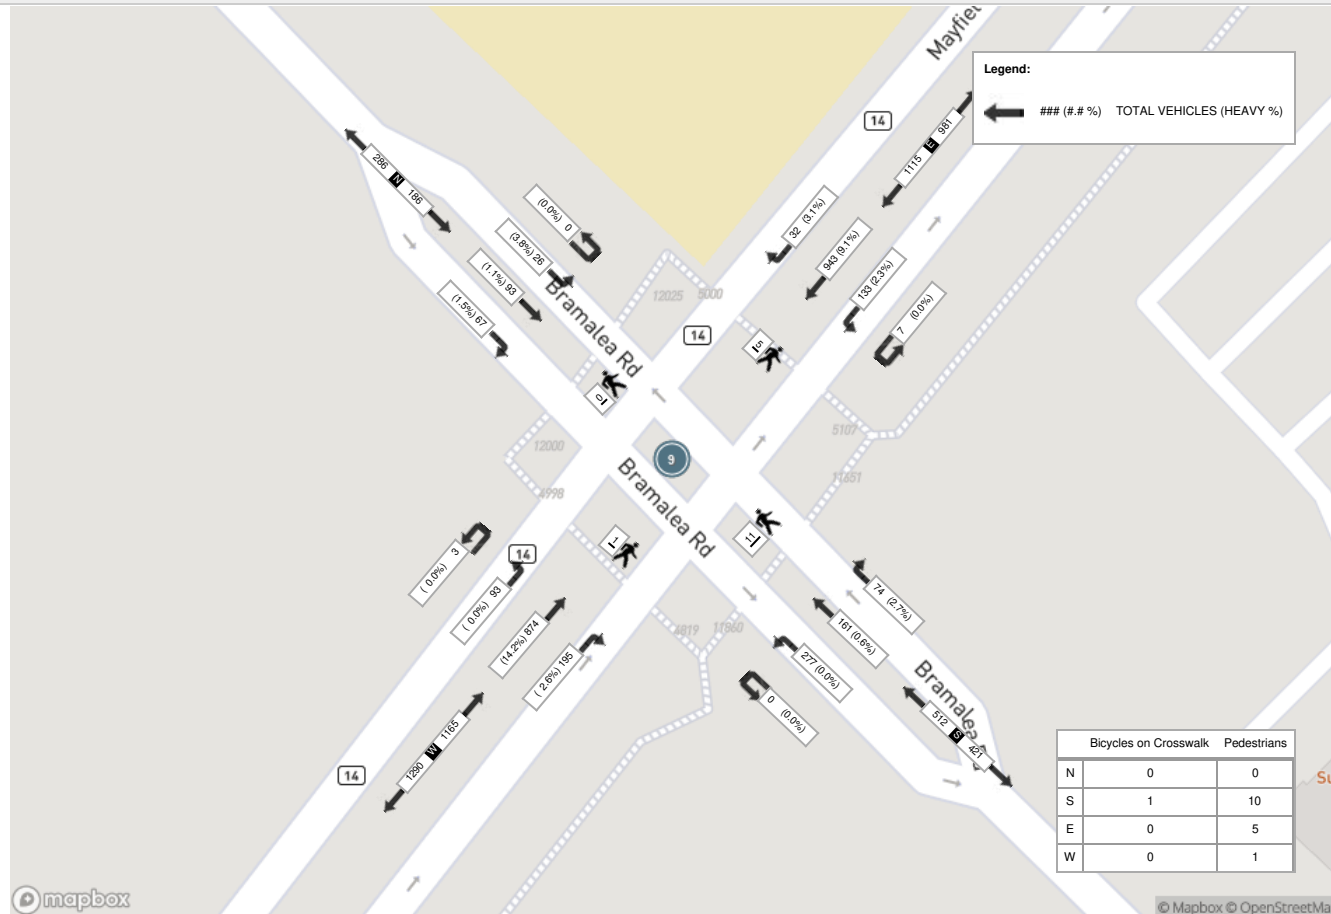 Mayfiel
Legend:
### (#.# %) TOTAL VEHICLES (HEAVY %)
14
981
E
1115
286
N
186
(0.0%) 0
(3.8%) 26
(1.1%) 93
(1.5%) 67
32 (3.1%)
943 (9.1%)
133 (2.3%)
7 (0.0%)
Bramalea Rd
12025
5000
14
5
0
9
5107
11651
12000
4998
Bramalea Rd
1
11
14
3
( 0.0%)
( 0.0%) 93
(14.2%) 874
( 2.6%) 195
4819
11860
74 (2.7%)
161 (0.6%)
277 (0.0%)
0 (0.0%)
Bramalea
512
S
421
1165
W
1290
14
Bicycles on Crosswalk Pedestrians
N 0 0
S 1 10
E 0 5
W 0 1
Su
mapbox
© Mapbox © OpenStreetMa